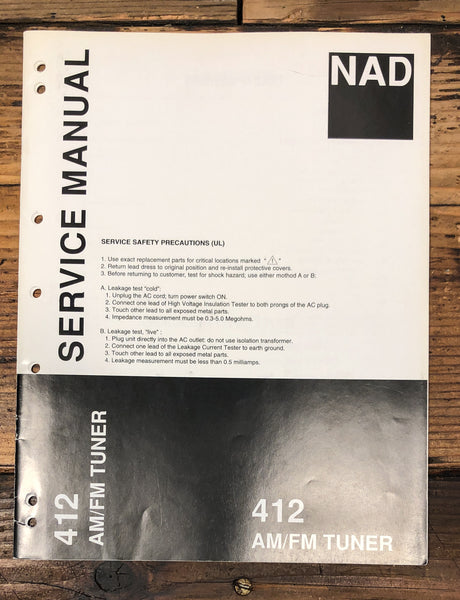 NAD
SERVICE MANUAL
SERVICE SAFETY PRECAUTIONS (UL)
1. Use exact replacement parts for critical locations marked " ⚠ "
2. Return lead dress to original position and re-install protective covers.
3. Before returning to customer, test for shock hazard; use either mothod A or B:
A. Leakage test "cold":
1. Unplug the AC cord; turn power switch ON.
2. Connect one lead of High Voltage Insulation Tester to both prongs of the AC plug.
3. Touch other lead to all exposed metal parts.
4. Impedance measurement must be 0.3-5.0 Megohms.
B. Leakage test, "live" :
1. Plug unit directly into the AC outlet: do not use isolation transformer.
2. Connect one lead of the Leakage Current Tester to earth ground.
3. Touch other lead to all exposed metal parts.
4. Leakage measurement must be less than 0.5 milliamps.
412
AM/FM TUNER
412
AM/FM TUNER